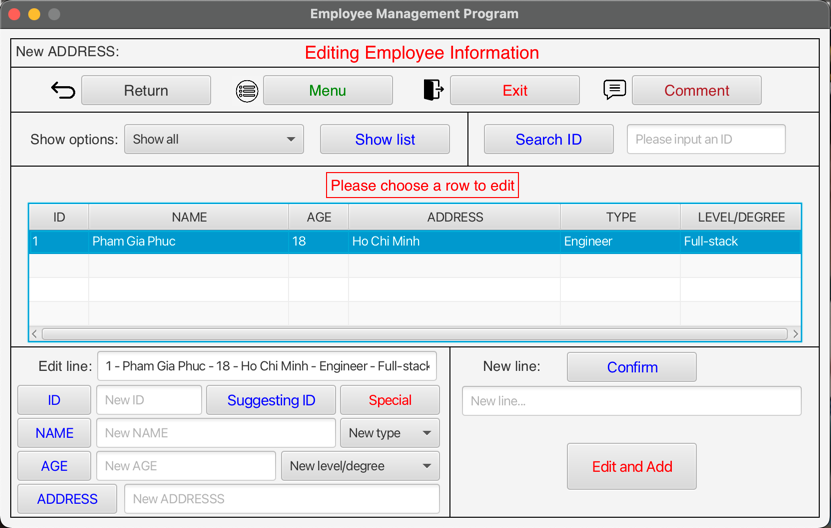 Employee Management Program
New ADDRESS:
Editing Employee Information
Return
Menu
Exit
Comment
Show options:
Show all
Show list
Search ID
Please input an ID
Please choose a row to edit
ID NAME AGE ADDRESS TYPE LEVEL/DEGREE
1 Pham Gia Phuc 18 Ho Chi Minh Engineer Full-stack
Edit line: 1 - Pham Gia Phuc - 18 - Ho Chi Minh - Engineer - Full-stack
ID New ID Suggesting ID Special
NAME New NAME New type
AGE New AGE New level/degree
ADDRESS New ADDRESSS
New line: Confirm
New line...
Edit and Add